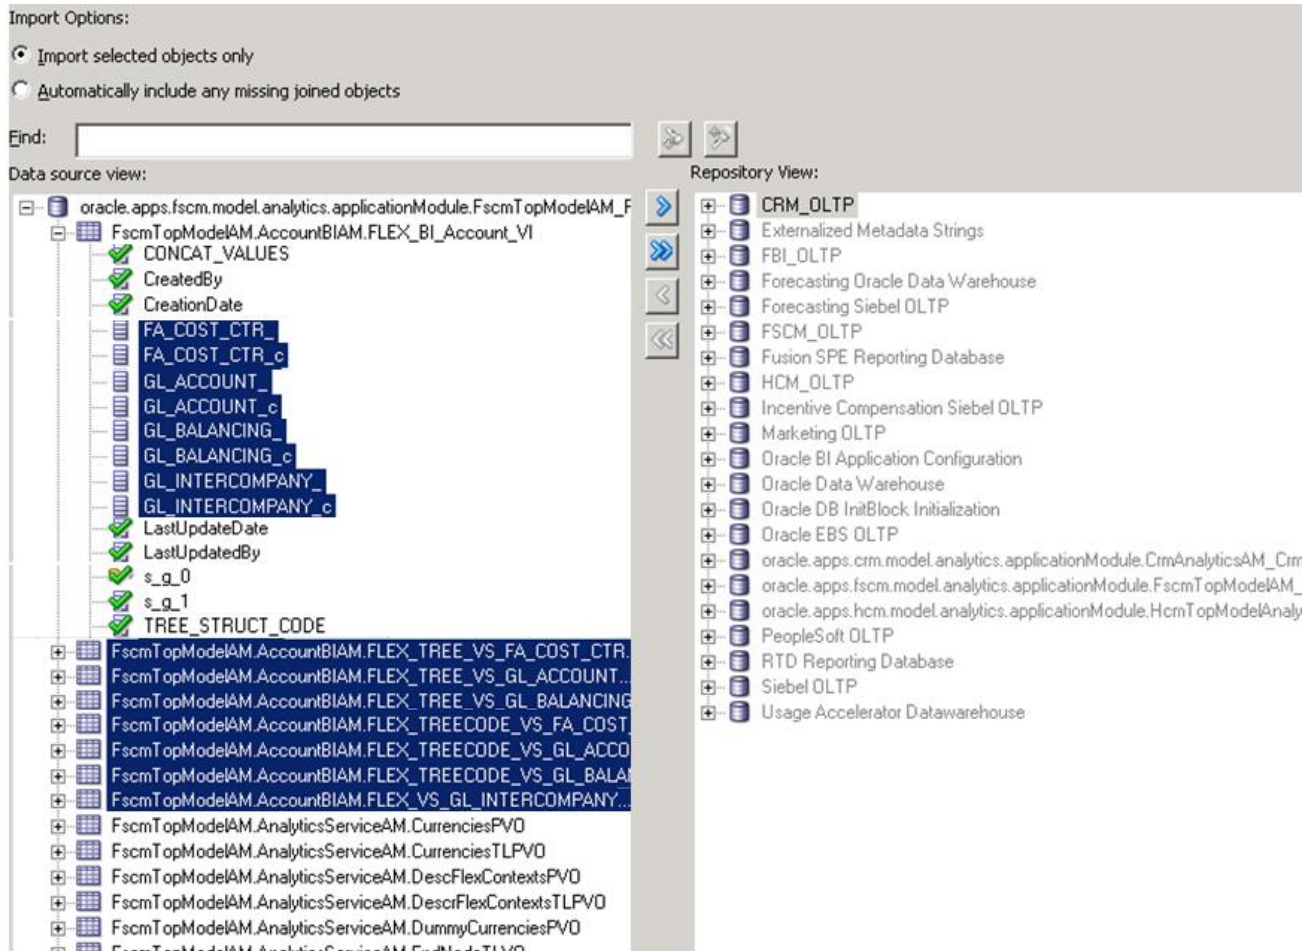 Import Options:
Import selected objects only
Automatically include any missing joined objects
Find:
Data source view:
oracle.apps.fscm.model.analytics.applicationModule.FscmTopModelAM_F
FscmTopModelAM.AccountBIAM.FLEX_BI_Account_VI
CONCAT_VALUES
CreatedBy
CreationDate
FA_COST_CTR_
FA_COST_CTR_c
GL_ACCOUNT_
GL_ACCOUNT_c
GL_BALANCING_
GL_BALANCING_c
GL_INTERCOMPANY_
GL_INTERCOMPANY_c
LastUpdateDate
LastUpdatedBy
s_g_0
s_g_1
TREE_STRUCT_CODE
FscmTopModelAM.AccountBIAM.FLEX_TREE_VS_FA_COST_CTR.
FscmTopModelAM.AccountBIAM.FLEX_TREE_VS_GL_ACCOUNT...
FscmTopModelAM.AccountBIAM.FLEX_TREE_VS_GL_BALANCING
FscmTopModelAM.AccountBIAM.FLEX_TREECODE_VS_FA_COST_
FscmTopModelAM.AccountBIAM.FLEX_TREECODE_VS_GL_ACCO
FscmTopModelAM.AccountBIAM.FLEX_TREECODE_VS_GL_BALAN
FscmTopModelAM.AccountBIAM.FLEX_VS_GL_INTERCOMPANY...
FscmTopModelAM.AnalyticsServiceAM.CurrenciesPVO
FscmTopModelAM.AnalyticsServiceAM.CurrenciesTLPVO
FscmTopModelAM.AnalyticsServiceAM.DescFlexContextsPVO
FscmTopModelAM.AnalyticsServiceAM.DescrFlexContextsTLPVO
FscmTopModelAM.AnalyticsServiceAM.DummyCurrenciesPVO
Repository View:
CRM_OLTP
Externalized Metadata Strings
FBI_OLTP
Forecasting Oracle Data Warehouse
Forecasting Siebel OLTP
FSCM_OLTP
Fusion SPE Reporting Database
HCM_OLTP
Incentive Compensation Siebel OLTP
Marketing OLTP
Oracle BI Application Configuration
Oracle Data Warehouse
Oracle DB InitBlock Initialization
Oracle EBS OLTP
oracle.apps.crm.model.analytics.applicationModule.CrmAnalyticsAM_Crm
oracle.apps.fscm.model.analytics.applicationModule.FscmTopModelAM_
oracle.apps.hcm.model.analytics.applicationModule.HcmTopModelAnaly
PeopleSoft OLTP
RTD Reporting Database
Siebel OLTP
Usage Accelerator Datawarehouse